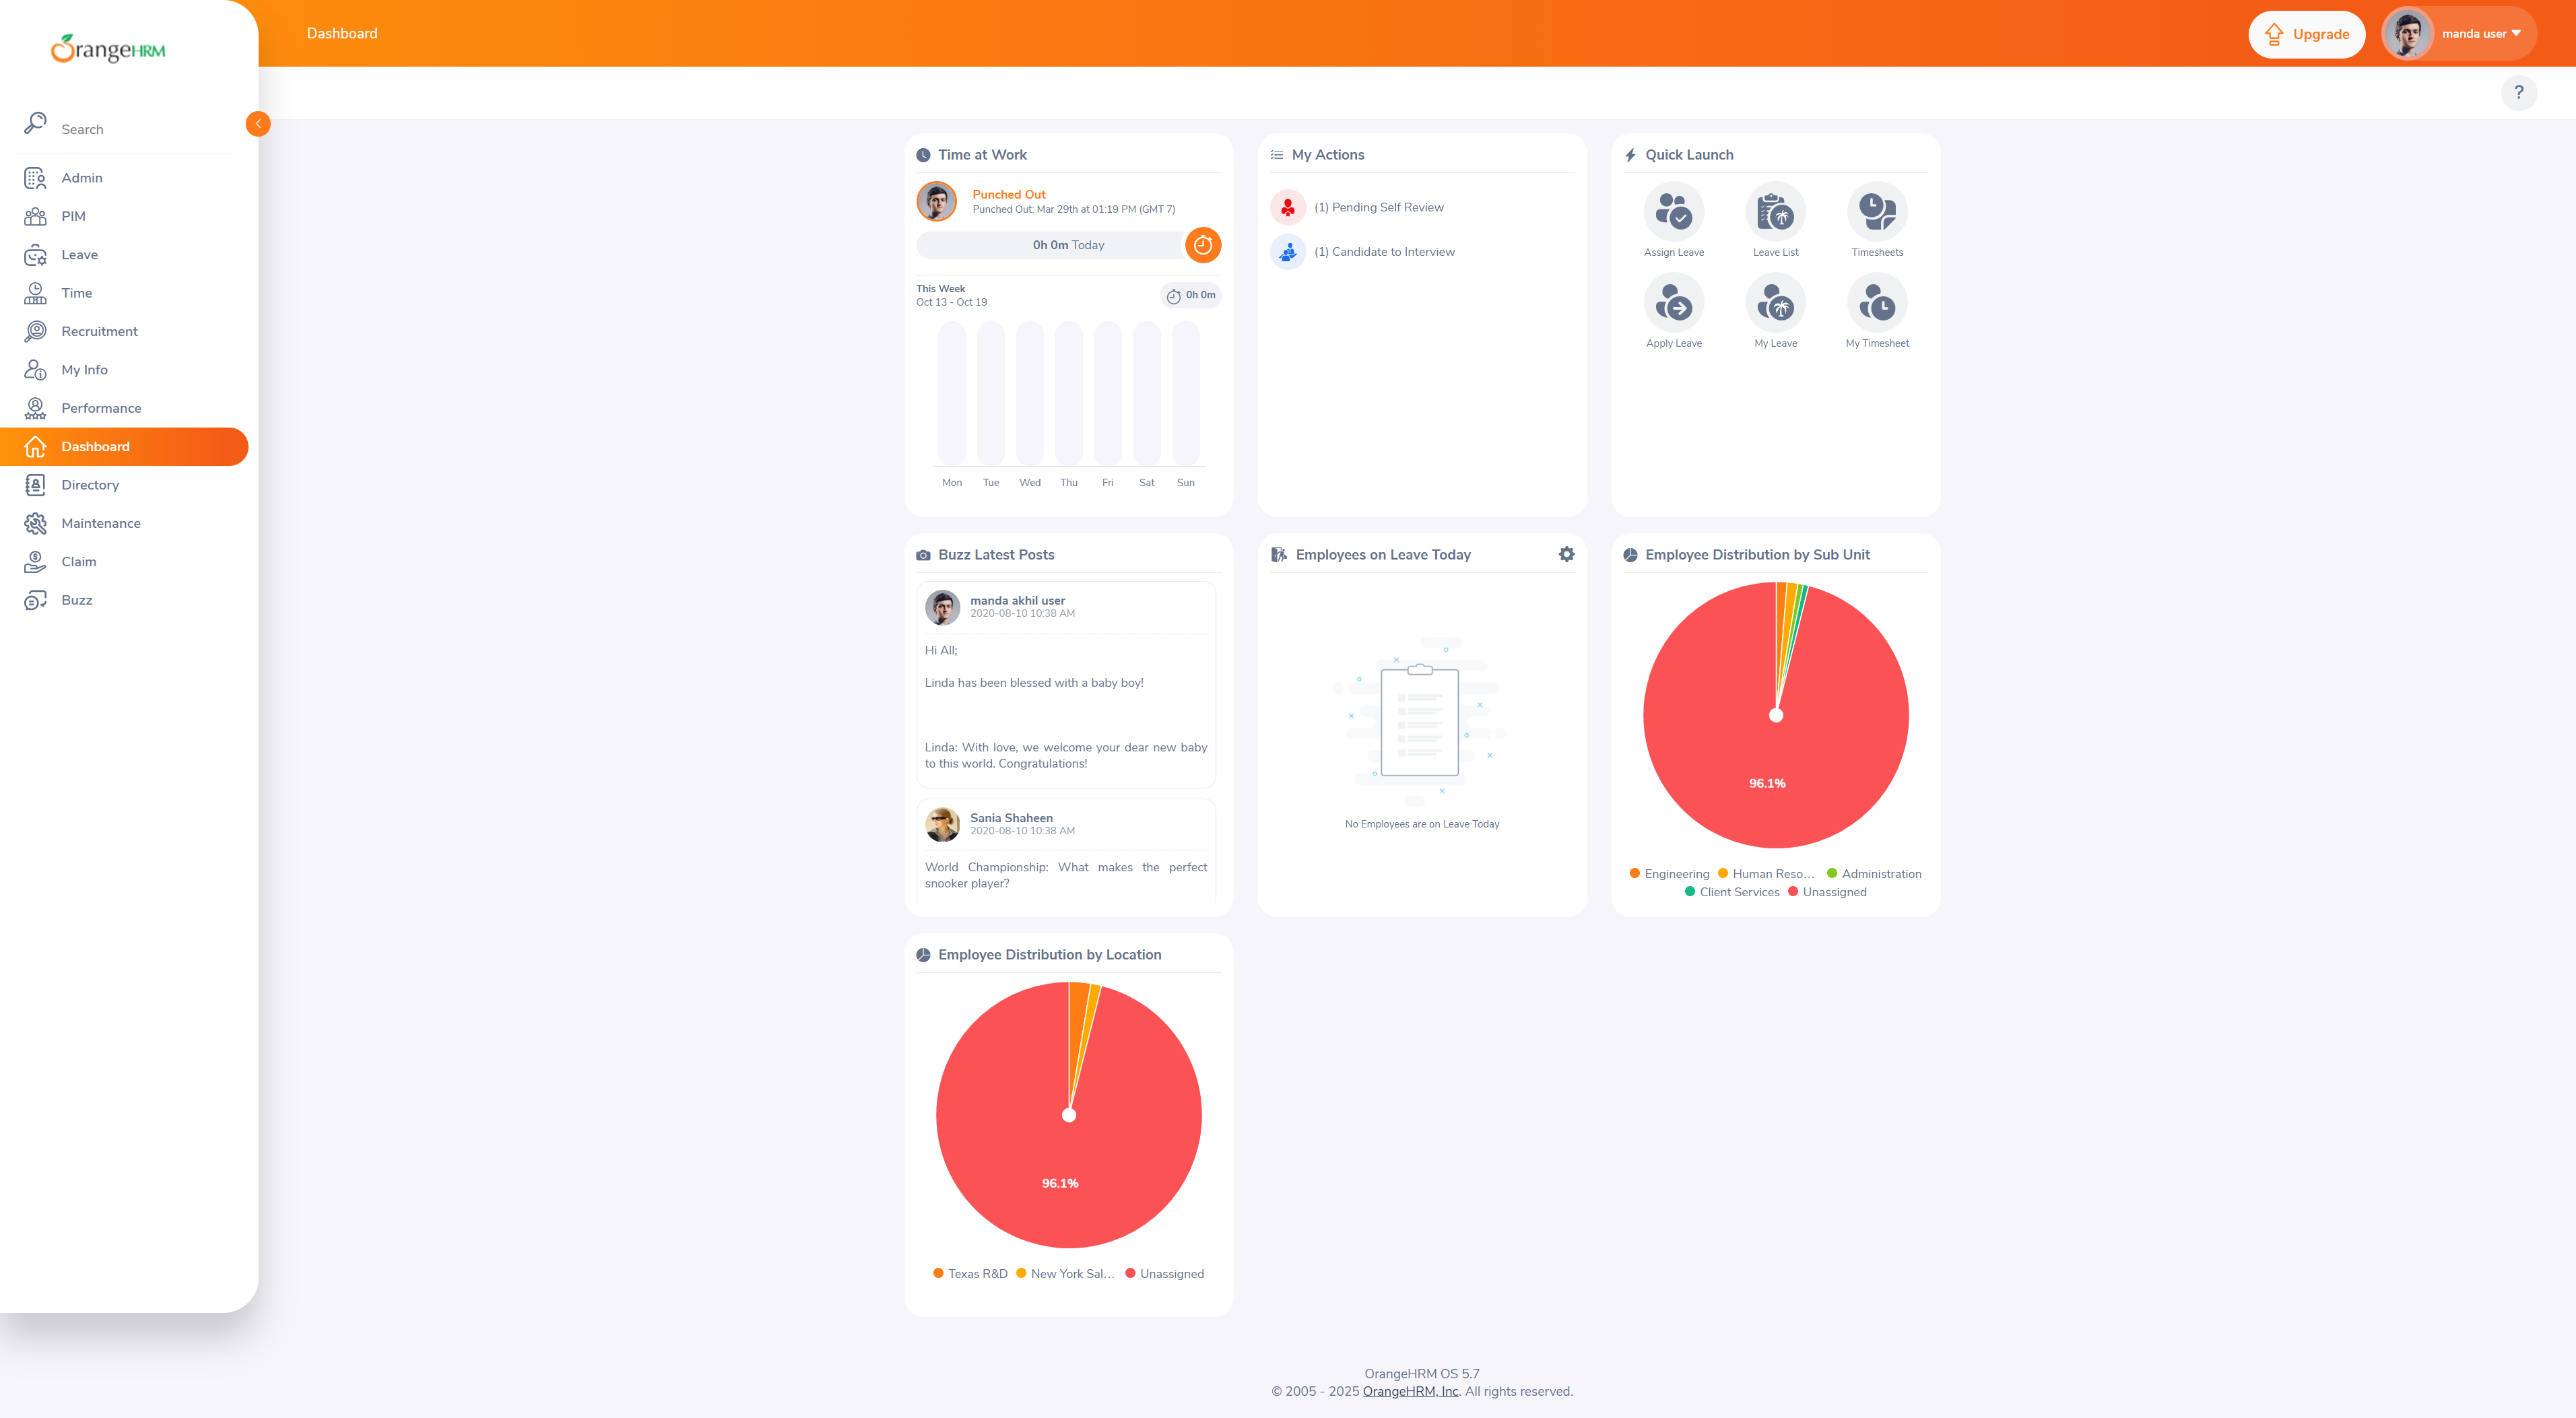 OrangeHRM
Dashboard
Upgrade
manda user
?
Search
Admin
PIM
Leave
Time
Recruitment
My Info
Performance
Dashboard
Directory
Maintenance
Claim
Buzz
Time at Work
Punched Out
Punched Out: Mar 29th at 01:19 PM (GMT 7)
0h 0m Today
This Week
Oct 13 - Oct 19
0h 0m
Mon Tue Wed Thu Fri Sat Sun
My Actions
(1) Pending Self Review
(1) Candidate to Interview
Quick Launch
Assign Leave Leave List Timesheets
Apply Leave My Leave My Timesheet
Buzz Latest Posts
manda akhil user
2020-08-10 10:38 AM
Hi All;
Linda has been blessed with a baby boy!
Linda: With love, we welcome your dear new baby
to this world. Congratulations!
Sania Shaheen
2020-08-10 10:38 AM
World Championship: What makes the perfect
snooker player?
Employees on Leave Today
No Employees are on Leave Today
Employee Distribution by Sub Unit
96.1%
Engineering Human Reso... Administration
Client Services Unassigned
Employee Distribution by Location
96.1%
Texas R&D New York Sal... Unassigned
OrangeHRM OS 5.7
© 2005 - 2025 OrangeHRM, Inc. All rights reserved.